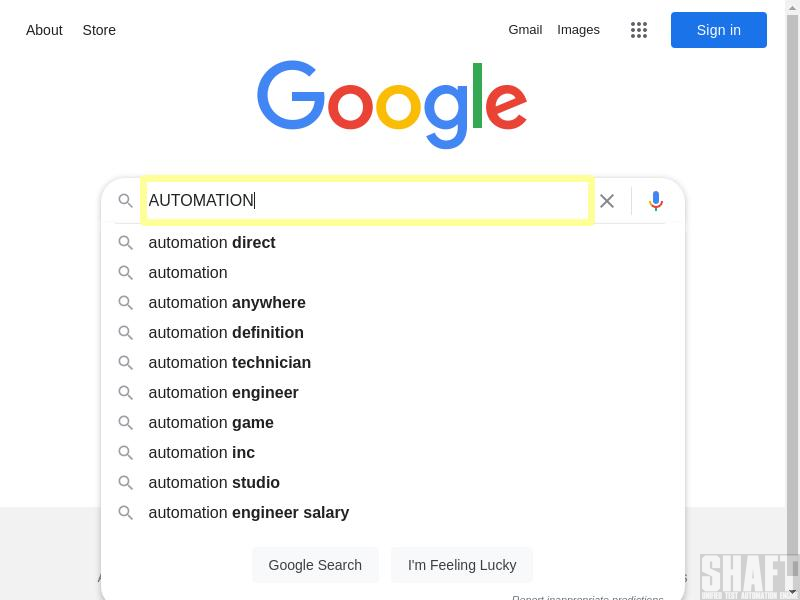 About Store Gmail Images Sign in
Google
AUTOMATION
automation direct
automation
automation anywhere
automation definition
automation technician
automation engineer
automation game
automation inc
automation studio
automation engineer salary
Google Search I'm Feeling Lucky
Report inappropriate predictions
SHAFT